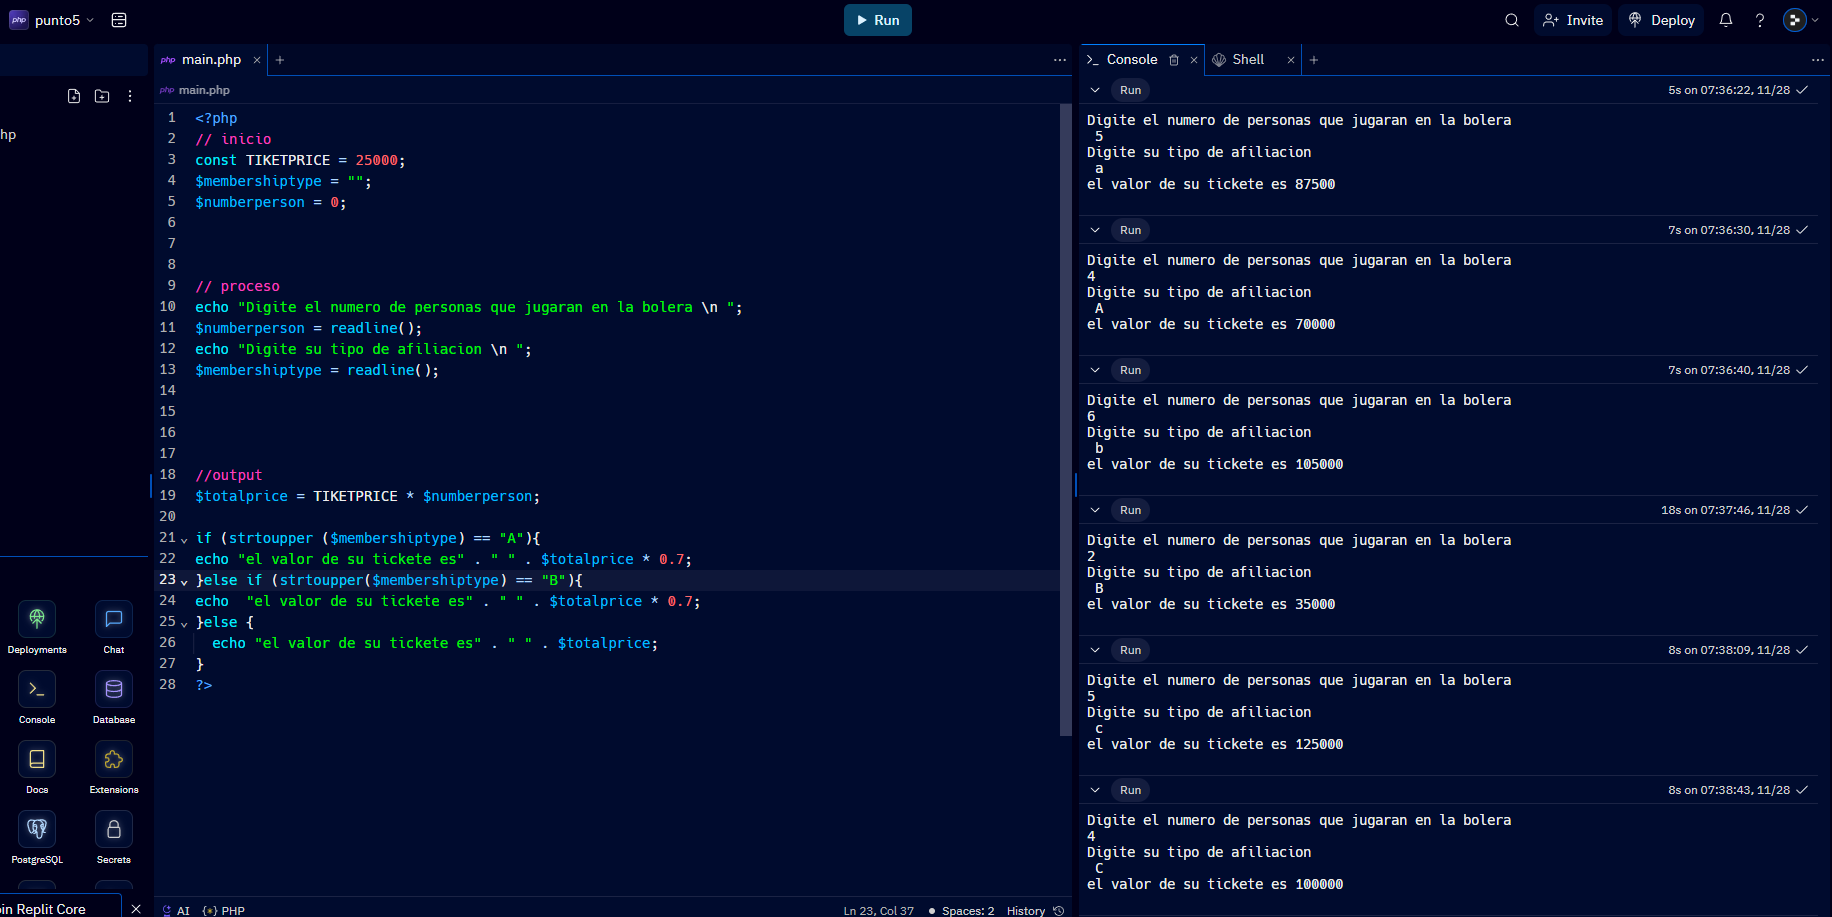 php punto5
Run
Invite
Deploy
php main.php
Console
Shell
php main.php
hp
1 <?php
2 // inicio
3 const TIKETPRICE = 25000;
4 $membershiptype = "";
5 $numberperson = 0;
6
7
8
9 // proceso
10 echo "Digite el numero de personas que jugaran en la bolera \n ";
11 $numberperson = readline();
12 echo "Digite su tipo de afiliacion \n ";
13 $membershiptype = readline();
14
15
16
17
18 //output
19 $totalprice = TIKETPRICE * $numberperson;
20
21 if (strtoupper ($membershiptype) == "A"){
22 echo "el valor de su tickete es" . " " . $totalprice * 0.7;
23 }else if (strtoupper($membershiptype) == "B"){
24 echo  "el valor de su tickete es" . " " . $totalprice * 0.7;
25 }else {
26   echo "el valor de su tickete es" . " " . $totalprice;
27 }
28 ?>
Run 5s on 07:36:22, 11/28
Digite el numero de personas que jugaran en la bolera
5
Digite su tipo de afiliacion
a
el valor de su tickete es 87500
Run 7s on 07:36:30, 11/28
Digite el numero de personas que jugaran en la bolera
4
Digite su tipo de afiliacion
A
el valor de su tickete es 70000
Run 7s on 07:36:40, 11/28
Digite el numero de personas que jugaran en la bolera
6
Digite su tipo de afiliacion
b
el valor de su tickete es 105000
Run 18s on 07:37:46, 11/28
Digite el numero de personas que jugaran en la bolera
2
Digite su tipo de afiliacion
B
el valor de su tickete es 35000
Run 8s on 07:38:09, 11/28
Digite el numero de personas que jugaran en la bolera
5
Digite su tipo de afiliacion
c
el valor de su tickete es 125000
Run 8s on 07:38:43, 11/28
Digite el numero de personas que jugaran en la bolera
4
Digite su tipo de afiliacion
C
el valor de su tickete es 100000
Deployments
Chat
Console
Database
Docs
Extensions
PostgreSQL
Secrets
in Replit Core
AI
PHP
Ln 23, Col 37
Spaces: 2
History